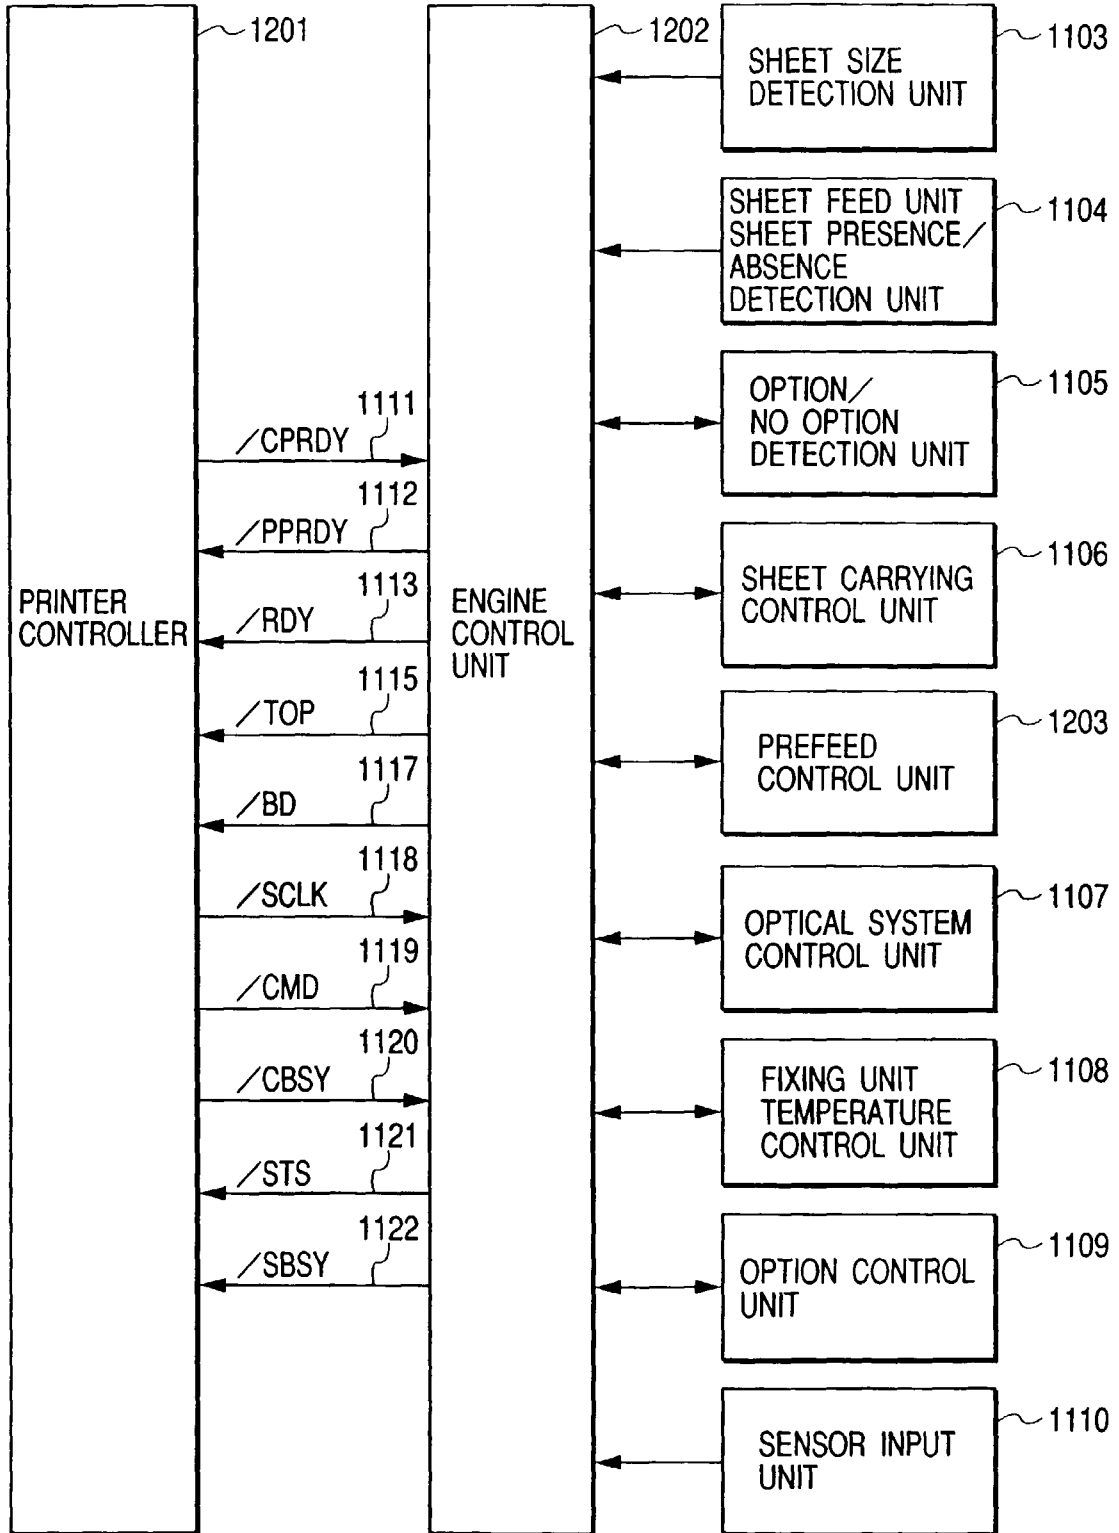 1201
1202
1103
SHEET SIZE
DETECTION UNIT
1104
SHEET FEED UNIT
SHEET PRESENCE/
ABSENCE
DETECTION UNIT
1105
OPTION/
NO OPTION
DETECTION UNIT
1111
/CPRDY
1112
/PPRDY
1113
/RDY
1115
/TOP
1117
/BD
1118
/SCLK
1119
/CMD
1120
/CBSY
1121
/STS
1122
/SBSY
PRINTER
CONTROLLER
ENGINE
CONTROL
UNIT
1106
SHEET CARRYING
CONTROL UNIT
1203
PREFEED
CONTROL UNIT
1107
OPTICAL SYSTEM
CONTROL UNIT
1108
FIXING UNIT
TEMPERATURE
CONTROL UNIT
1109
OPTION CONTROL
UNIT
1110
SENSOR INPUT
UNIT